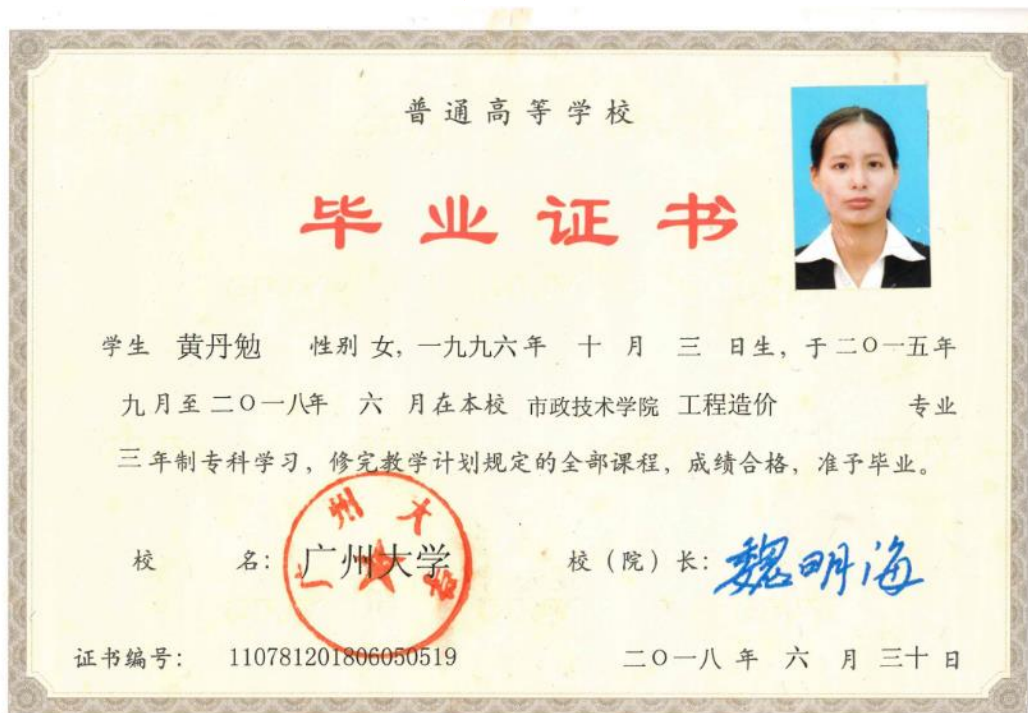 普通高等学校
毕业证书
学生 黄丹勉 性别 女, 一九九六年 十 月 三 日生, 于二〇一五年
九月至二〇一八年 六 月在本校 市政技术学院 工程造价 专业
三年制专科学习, 修完教学计划规定的全部课程, 成绩合格, 准予毕业。
校 名: 广州大学 校(院)长: 魏明海
广州大学
证书编号: 110781201806050519 二〇一八 年 六 月 三十 日